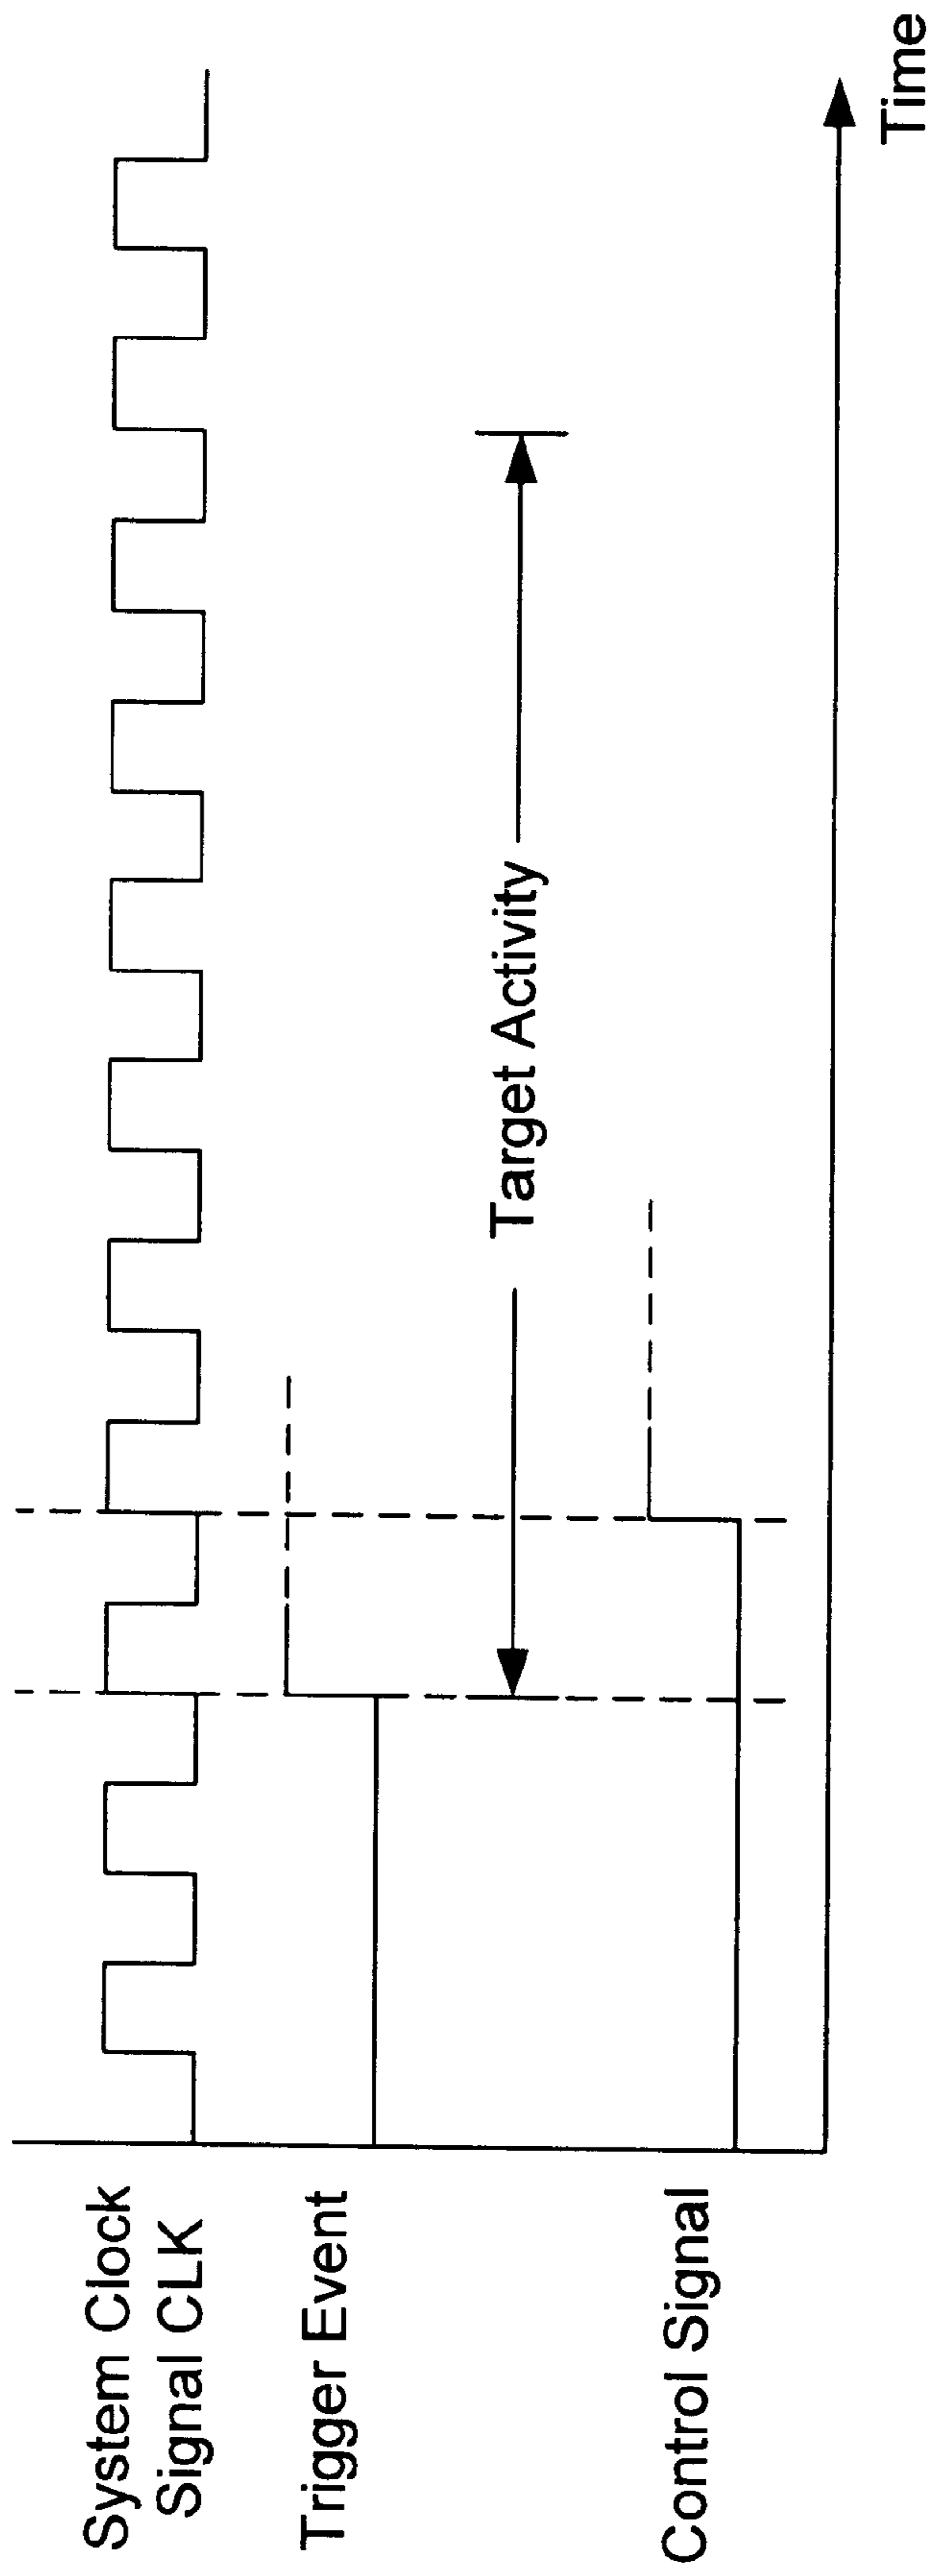 System Clock
Signal CLK
Trigger Event
Target Activity
Control Signal
Time